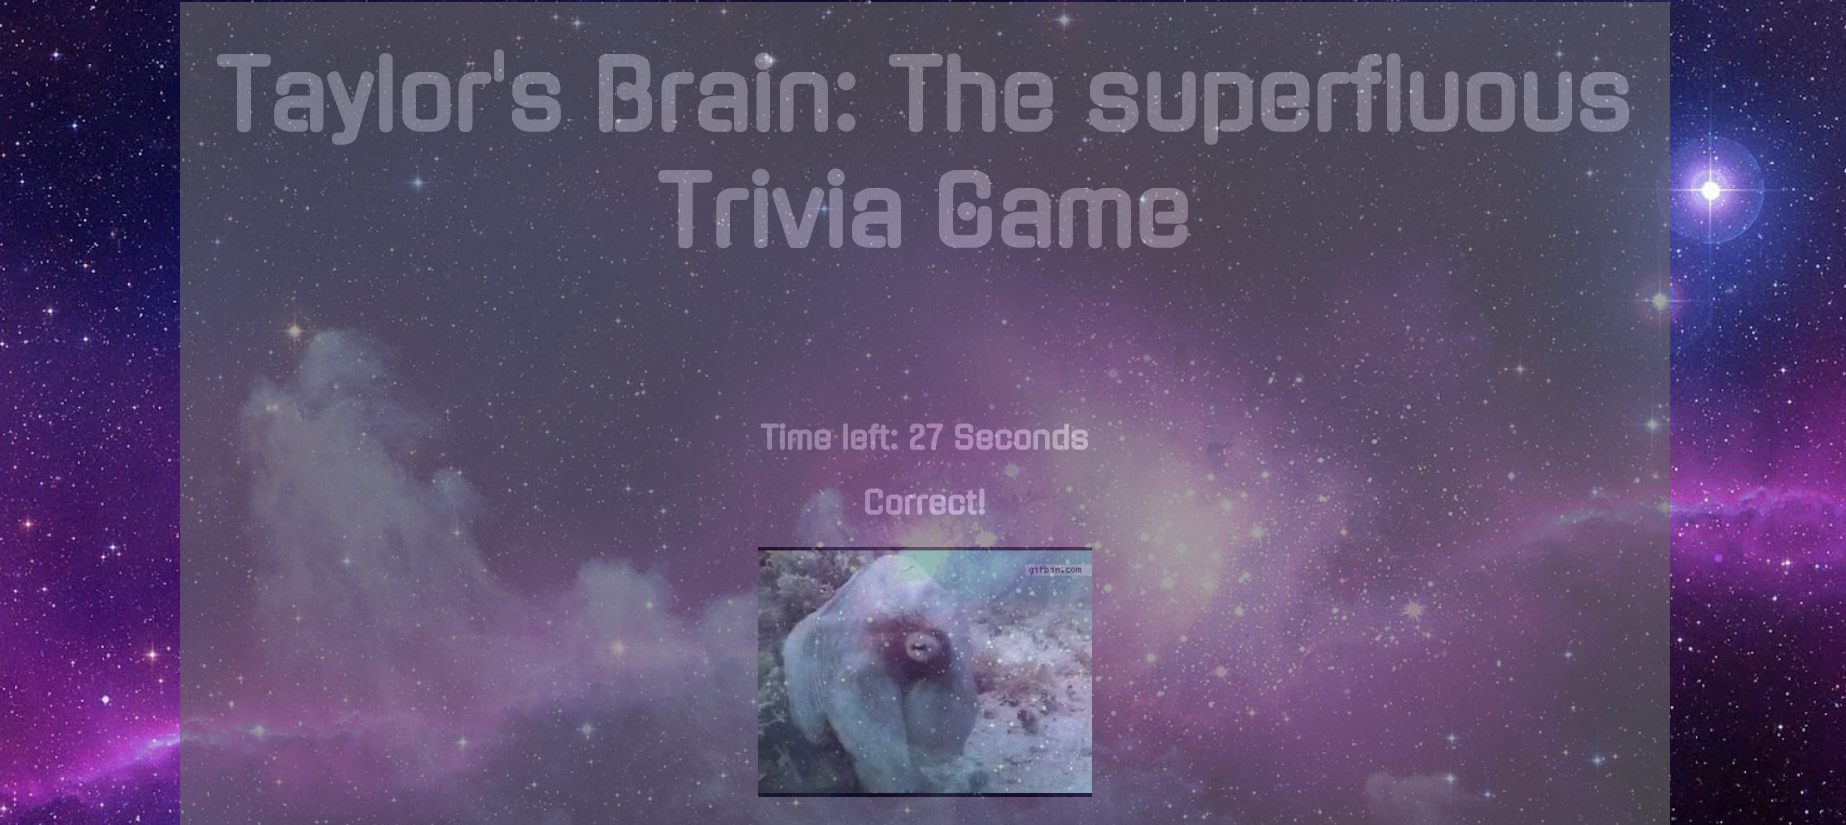 Taylor's Brain: The superfluous
Trivia Game
Time left: 27 Seconds
Correct!
gifbin.com